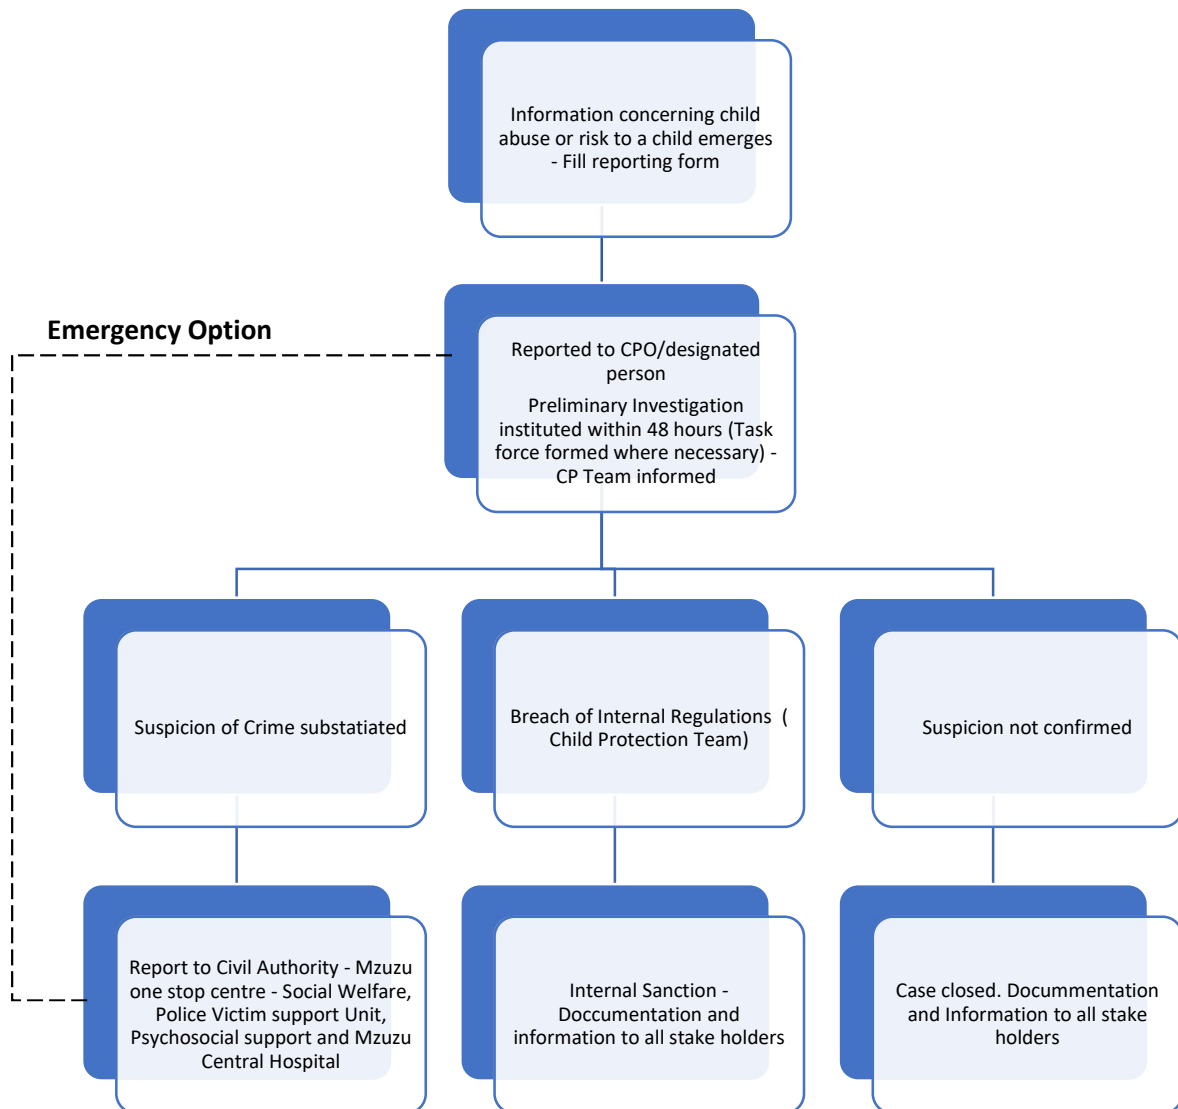 Information concerning child
abuse or risk to a child emerges
- Fill reporting form
Emergency Option
Reported to CPO/designated
person
Preliminary Investigation
instituted within 48 hours (Task
force formed where necessary) -
CP Team informed
Suspicion of Crime substatiated
Breach of Internal Regulations (
Child Protection Team)
Suspicion not confirmed
Report to Civil Authority - Mzuzu
one stop centre - Social Welfare,
Police Victim support Unit,
Psychosocial support and Mzuzu
Central Hospital
Internal Sanction -
Doccumentation and
information to all stake holders
Case closed. Docummentation
and Information to all stake
holders